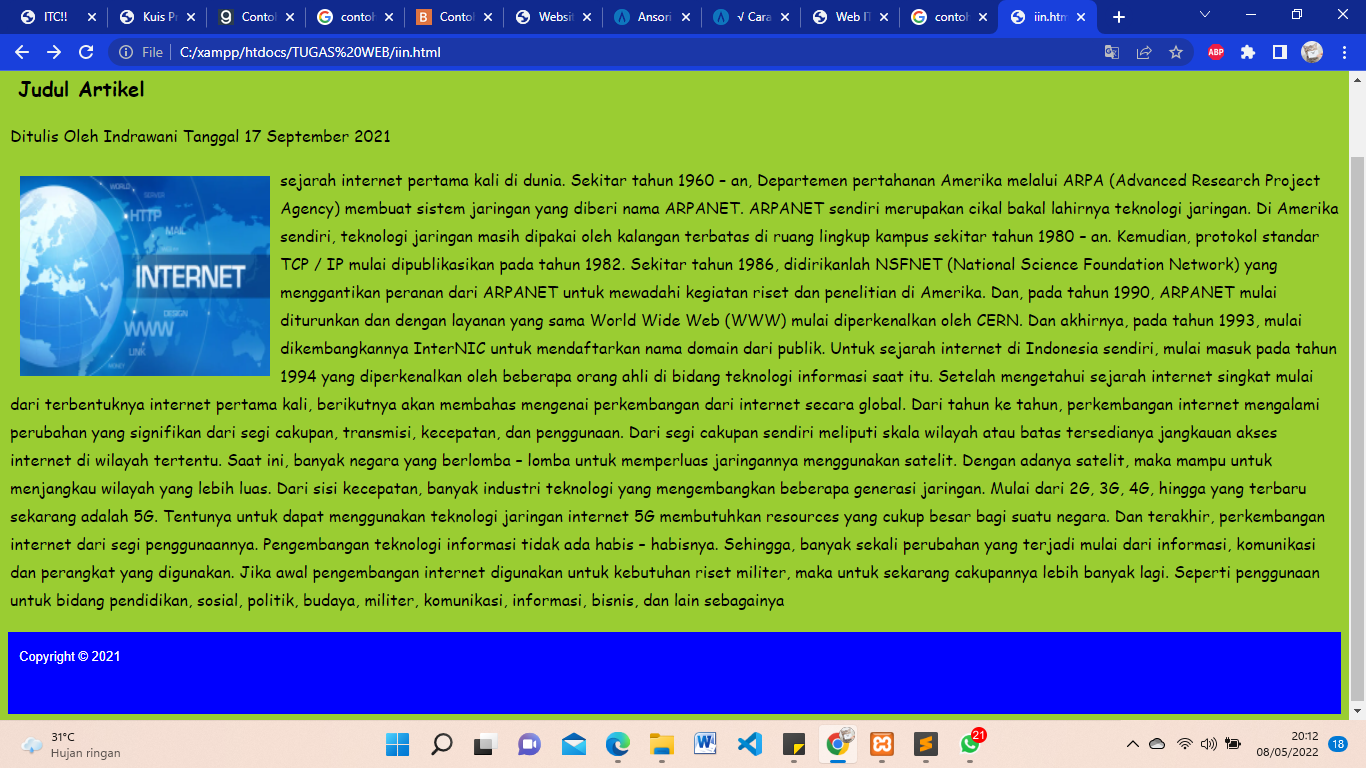 ITC!!
Kuis Pr
Contol
contoh
Contol
Websit
Ansori
√ Cara
Web IT
contoh
iin.htm
File
C:/xampp/htdocs/TUGAS%20WEB/iin.html
ABP
Judul Artikel
Ditulis Oleh Indrawani Tanggal 17 September 2021
WORLD
SERVER
HTTP
MAIL
INTERNET
DESIGN
WWW
LINK
MONEY
sejarah internet pertama kali di dunia. Sekitar tahun 1960 – an, Departemen pertahanan Amerika melalui ARPA (Advanced Research Project
Agency) membuat sistem jaringan yang diberi nama ARPANET. ARPANET sendiri merupakan cikal bakal lahirnya teknologi jaringan. Di Amerika
sendiri, teknologi jaringan masih dipakai oleh kalangan terbatas di ruang lingkup kampus sekitar tahun 1980 – an. Kemudian, protokol standar
TCP / IP mulai dipublikasikan pada tahun 1982. Sekitar tahun 1986, didirikanlah NSFNET (National Science Foundation Network) yang
menggantikan peranan dari ARPANET untuk mewadahi kegiatan riset dan penelitian di Amerika. Dan, pada tahun 1990, ARPANET mulai
diturunkan dan dengan layanan yang sama World Wide Web (WWW) mulai diperkenalkan oleh CERN. Dan akhirnya, pada tahun 1993, mulai
dikembangkannya InterNIC untuk mendaftarkan nama domain dari publik. Untuk sejarah internet di Indonesia sendiri, mulai masuk pada tahun
1994 yang diperkenalkan oleh beberapa orang ahli di bidang teknologi informasi saat itu. Setelah mengetahui sejarah internet singkat mulai
dari terbentuknya internet pertama kali, berikutnya akan membahas mengenai perkembangan dari internet secara global. Dari tahun ke tahun, perkembangan internet mengalami
perubahan yang signifikan dari segi cakupan, transmisi, kecepatan, dan penggunaan. Dari segi cakupan sendiri meliputi skala wilayah atau batas tersedianya jangkauan akses
internet di wilayah tertentu. Saat ini, banyak negara yang berlomba – lomba untuk memperluas jaringannya menggunakan satelit. Dengan adanya satelit, maka mampu untuk
menjangkau wilayah yang lebih luas. Dari sisi kecepatan, banyak industri teknologi yang mengembangkan beberapa generasi jaringan. Mulai dari 2G, 3G, 4G, hingga yang terbaru
sekarang adalah 5G. Tentunya untuk dapat menggunakan teknologi jaringan internet 5G membutuhkan resources yang cukup besar bagi suatu negara. Dan terakhir, perkembangan
internet dari segi penggunaannya. Pengembangan teknologi informasi tidak ada habis – habisnya. Sehingga, banyak sekali perubahan yang terjadi mulai dari informasi, komunikasi
dan perangkat yang digunakan. Jika awal pengembangan internet digunakan untuk kebutuhan riset militer, maka untuk sekarang cakupannya lebih banyak lagi. Seperti penggunaan
untuk bidang pendidikan, sosial, politik, budaya, militer, komunikasi, informasi, bisnis, dan lain sebagainya
Copyright © 2021
31°C
Hujan ringan
21
20:12
08/05/2022
18